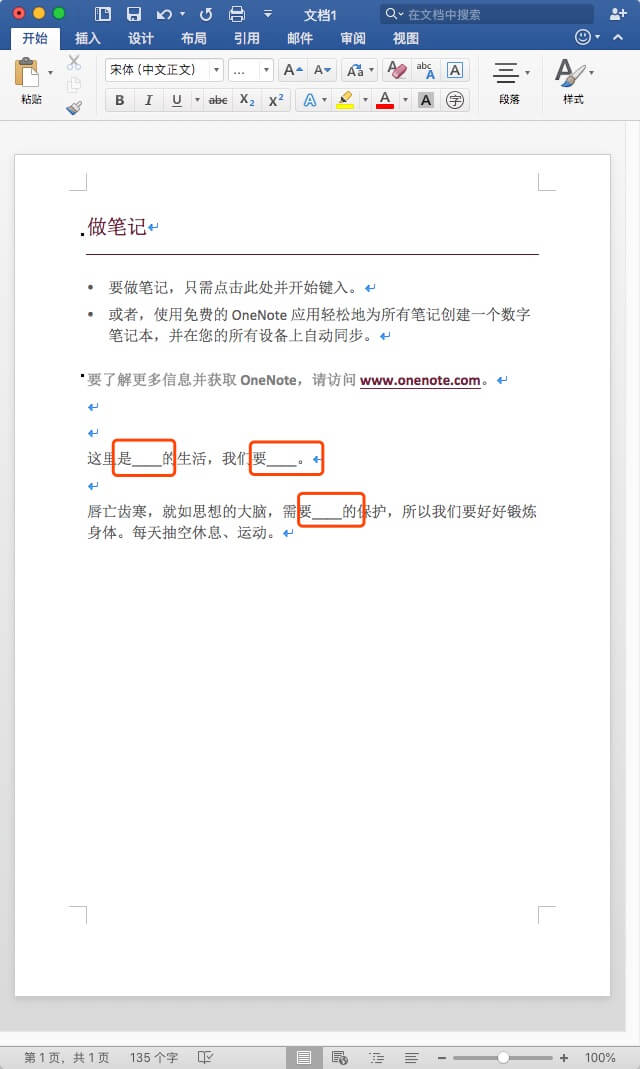 文档1
在文档中搜索
开始 插入 设计 布局 引用 邮件 审阅 视图
粘贴
宋体 (中文正文) ...
A A Aa A abc A A
B I U abc X2 X2 A A A 字
段落
样式
做笔记
• 要做笔记，只需点击此处并开始键入。
• 或者，使用免费的 OneNote 应用轻松地为所有笔记创建一个数字
笔记本，并在您的所有设备上自动同步。
要了解更多信息并获取 OneNote，请访问 www.onenote.com。
这里是____的生活，我们要____。
唇亡齿寒，就如思想的大脑，需要____的保护，所以我们要好好锻炼
身体。每天抽空休息、运动。
第 1 页，共 1 页 135 个字 100%